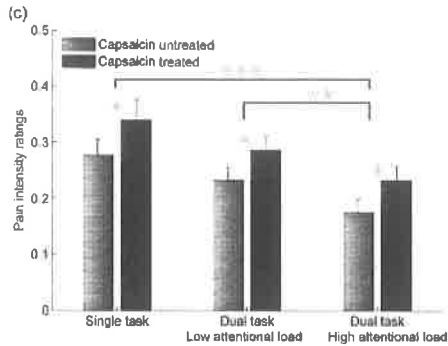 (c)
0.5
Capsaicin untreated
Capsaicin treated
0.4
0.3
0.2
0.1
0
Pain intensity ratings
Single task
Dual task
Low attentional load
Dual task
High attentional load